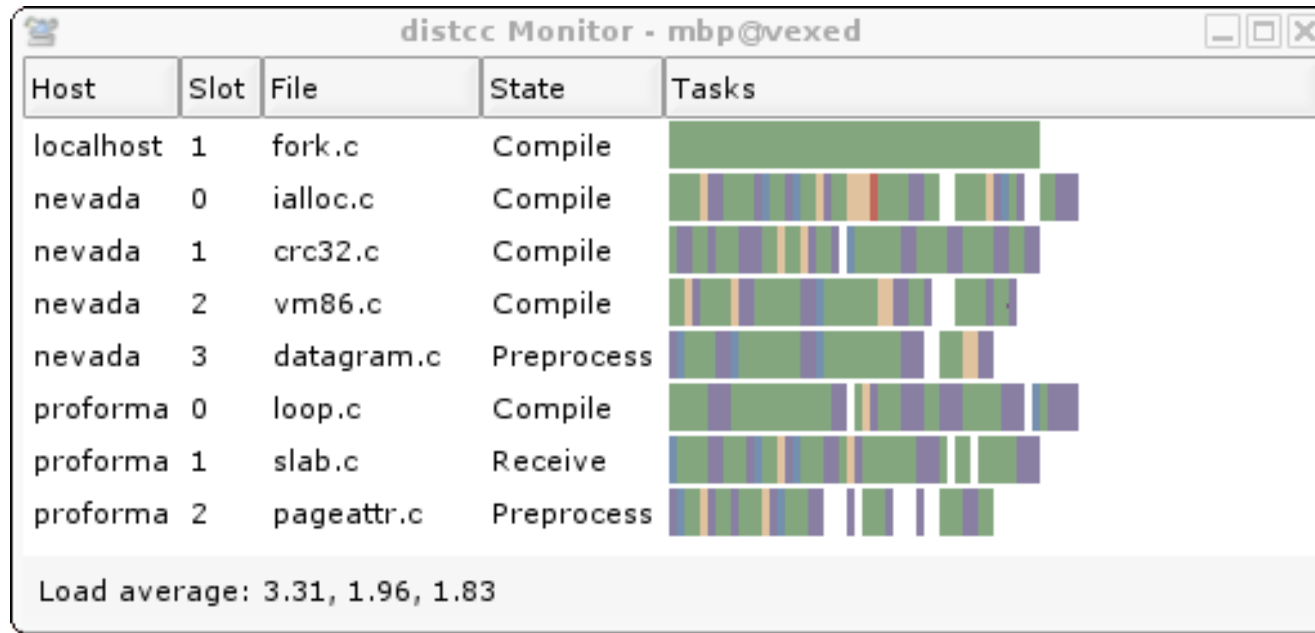 distcc Monitor - mbp@vexed
Host Slot File State Tasks
localhost 1 fork.c Compile
nevada 0 ialloc.c Compile
nevada 1 crc32.c Compile
nevada 2 vm86.c Compile
nevada 3 datagram.c Preprocess
proforma 0 loop.c Compile
proforma 1 slab.c Receive
proforma 2 pageattr.c Preprocess
Load average: 3.31, 1.96, 1.83